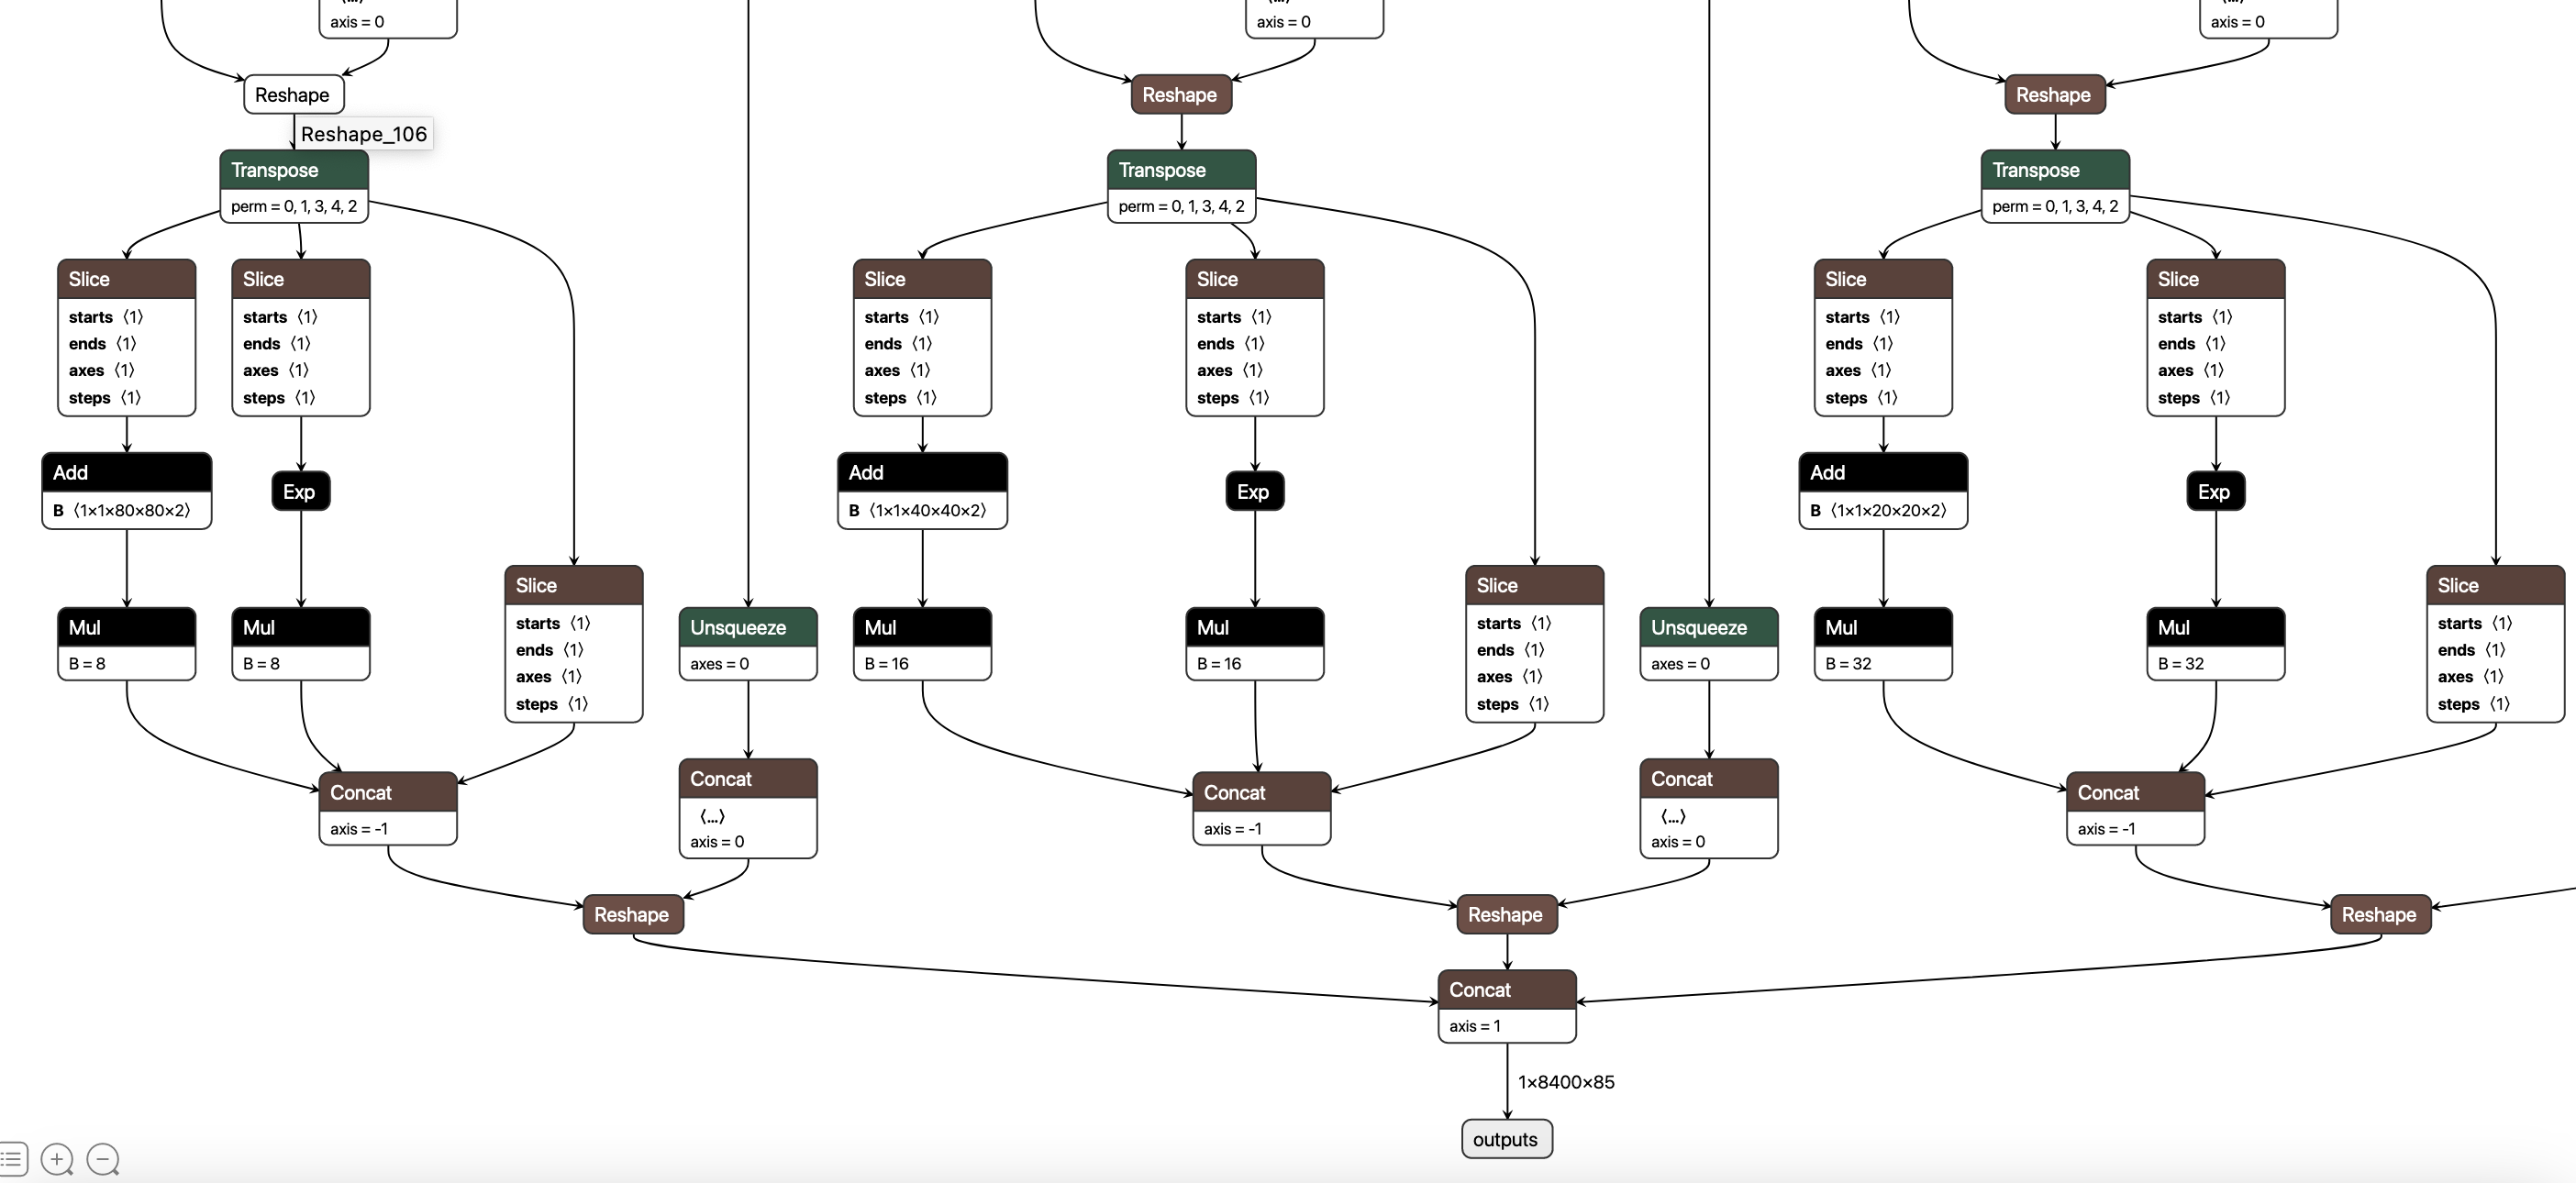 ⟨…⟩
axis = 0
⟨…⟩
axis = 0
⟨…⟩
axis = 0
Reshape
Reshape
Reshape
Reshape_106
Transpose
perm = 0, 1, 3, 4, 2
Transpose
perm = 0, 1, 3, 4, 2
Transpose
perm = 0, 1, 3, 4, 2
Slice
starts ⟨1⟩
ends ⟨1⟩
axes ⟨1⟩
steps ⟨1⟩
Slice
starts ⟨1⟩
ends ⟨1⟩
axes ⟨1⟩
steps ⟨1⟩
Slice
starts ⟨1⟩
ends ⟨1⟩
axes ⟨1⟩
steps ⟨1⟩
Slice
starts ⟨1⟩
ends ⟨1⟩
axes ⟨1⟩
steps ⟨1⟩
Slice
starts ⟨1⟩
ends ⟨1⟩
axes ⟨1⟩
steps ⟨1⟩
Slice
starts ⟨1⟩
ends ⟨1⟩
axes ⟨1⟩
steps ⟨1⟩
Add
B ⟨1×1×80×80×2⟩
Exp
Add
B ⟨1×1×40×40×2⟩
Exp
Add
B ⟨1×1×20×20×2⟩
Exp
Mul
B = 8
Mul
B = 8
Slice
starts ⟨1⟩
ends ⟨1⟩
axes ⟨1⟩
steps ⟨1⟩
Unsqueeze
axes = 0
Mul
B = 16
Mul
B = 16
Slice
starts ⟨1⟩
ends ⟨1⟩
axes ⟨1⟩
steps ⟨1⟩
Unsqueeze
axes = 0
Mul
B = 32
Mul
B = 32
Slice
starts ⟨1⟩
ends ⟨1⟩
axes ⟨1⟩
steps ⟨1⟩
Concat
axis = -1
Concat
⟨…⟩
axis = 0
Concat
axis = -1
Concat
⟨…⟩
axis = 0
Concat
axis = -1
Reshape
Reshape
Reshape
Concat
axis = 1
1×8400×85
outputs